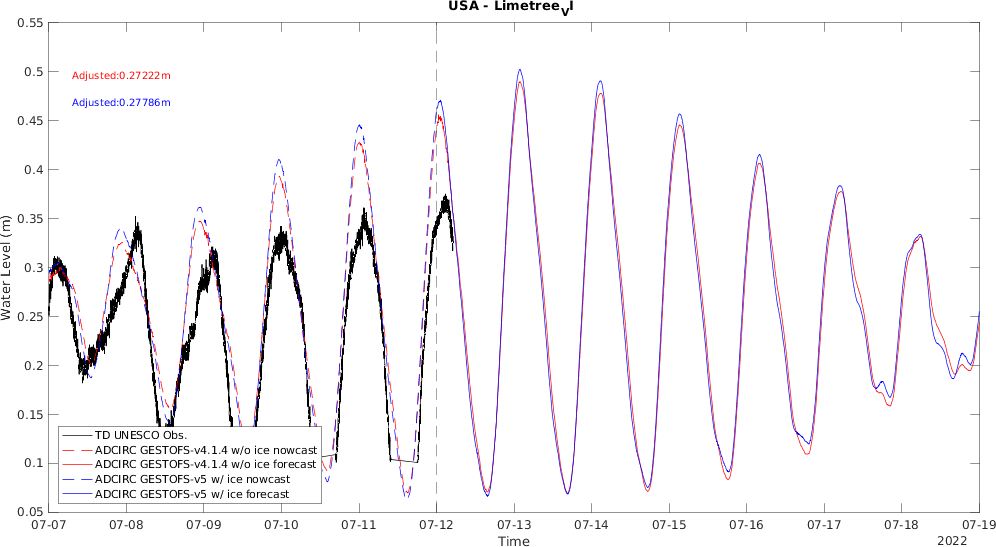 USA - Limetree_VI
0.55
0.5
0.45
0.4
0.35
0.3
0.25
0.2
0.15
0.1
0.05
Water Level (m)
Adjusted:0.27222m
Adjusted:0.27786m
TD UNESCO Obs.
ADCIRC GESTOFS-v4.1.4 w/o ice nowcast
ADCIRC GESTOFS-v4.1.4 w/o ice forecast
ADCIRC GESTOFS-v5 w/ ice nowcast
ADCIRC GESTOFS-v5 w/ ice forecast
07-07 07-08 07-09 07-10 07-11 07-12 07-13 07-14 07-15 07-16 07-17 07-18 07-19
Time
2022